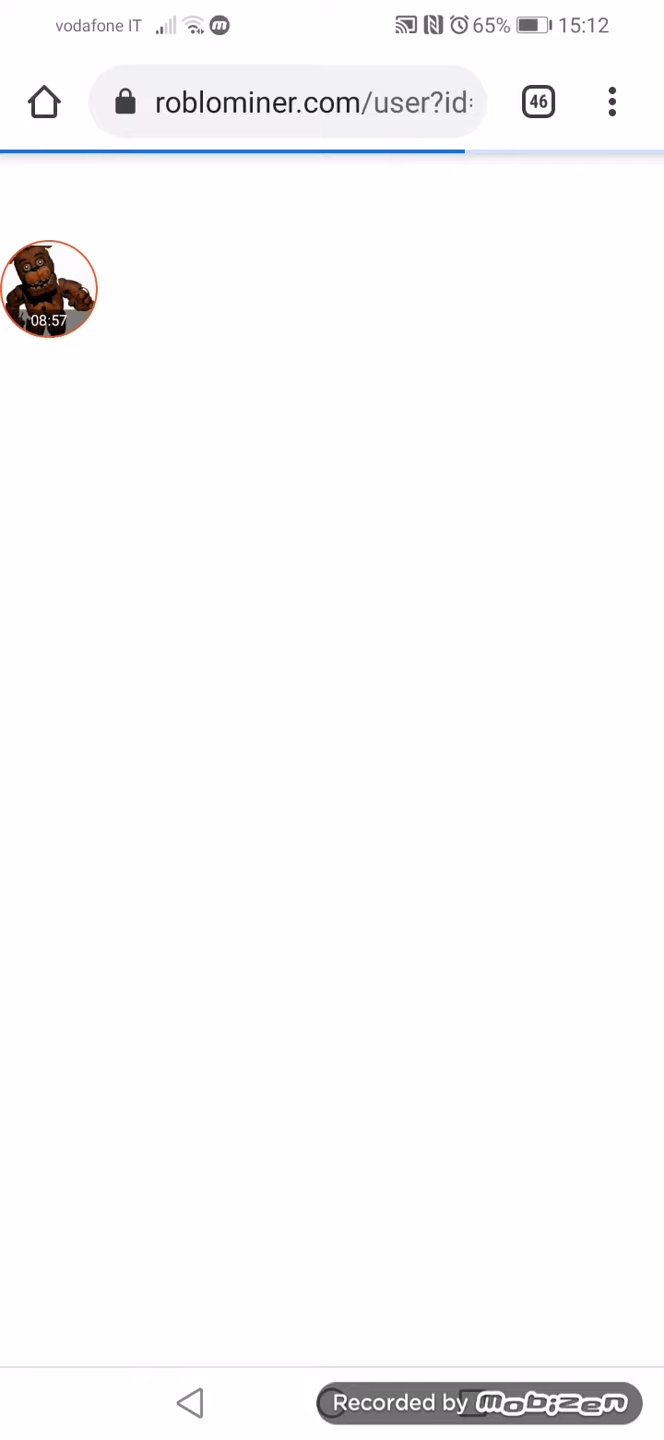 vodafone IT
65%
15:12
roblominer.com/user?id=
46
08:57
Recorded by mobizen